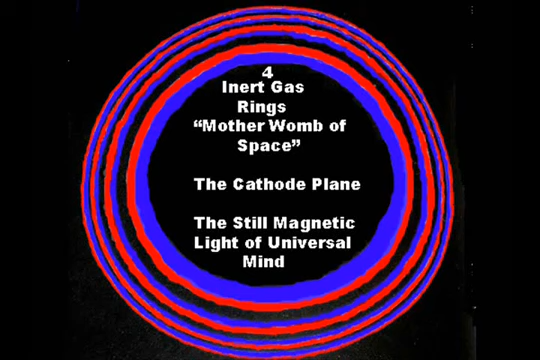 4
Inert Gas
Rings
“Mother Womb of
Space”
The Cathode Plane
The Still Magnetic
Light of Universal
Mind